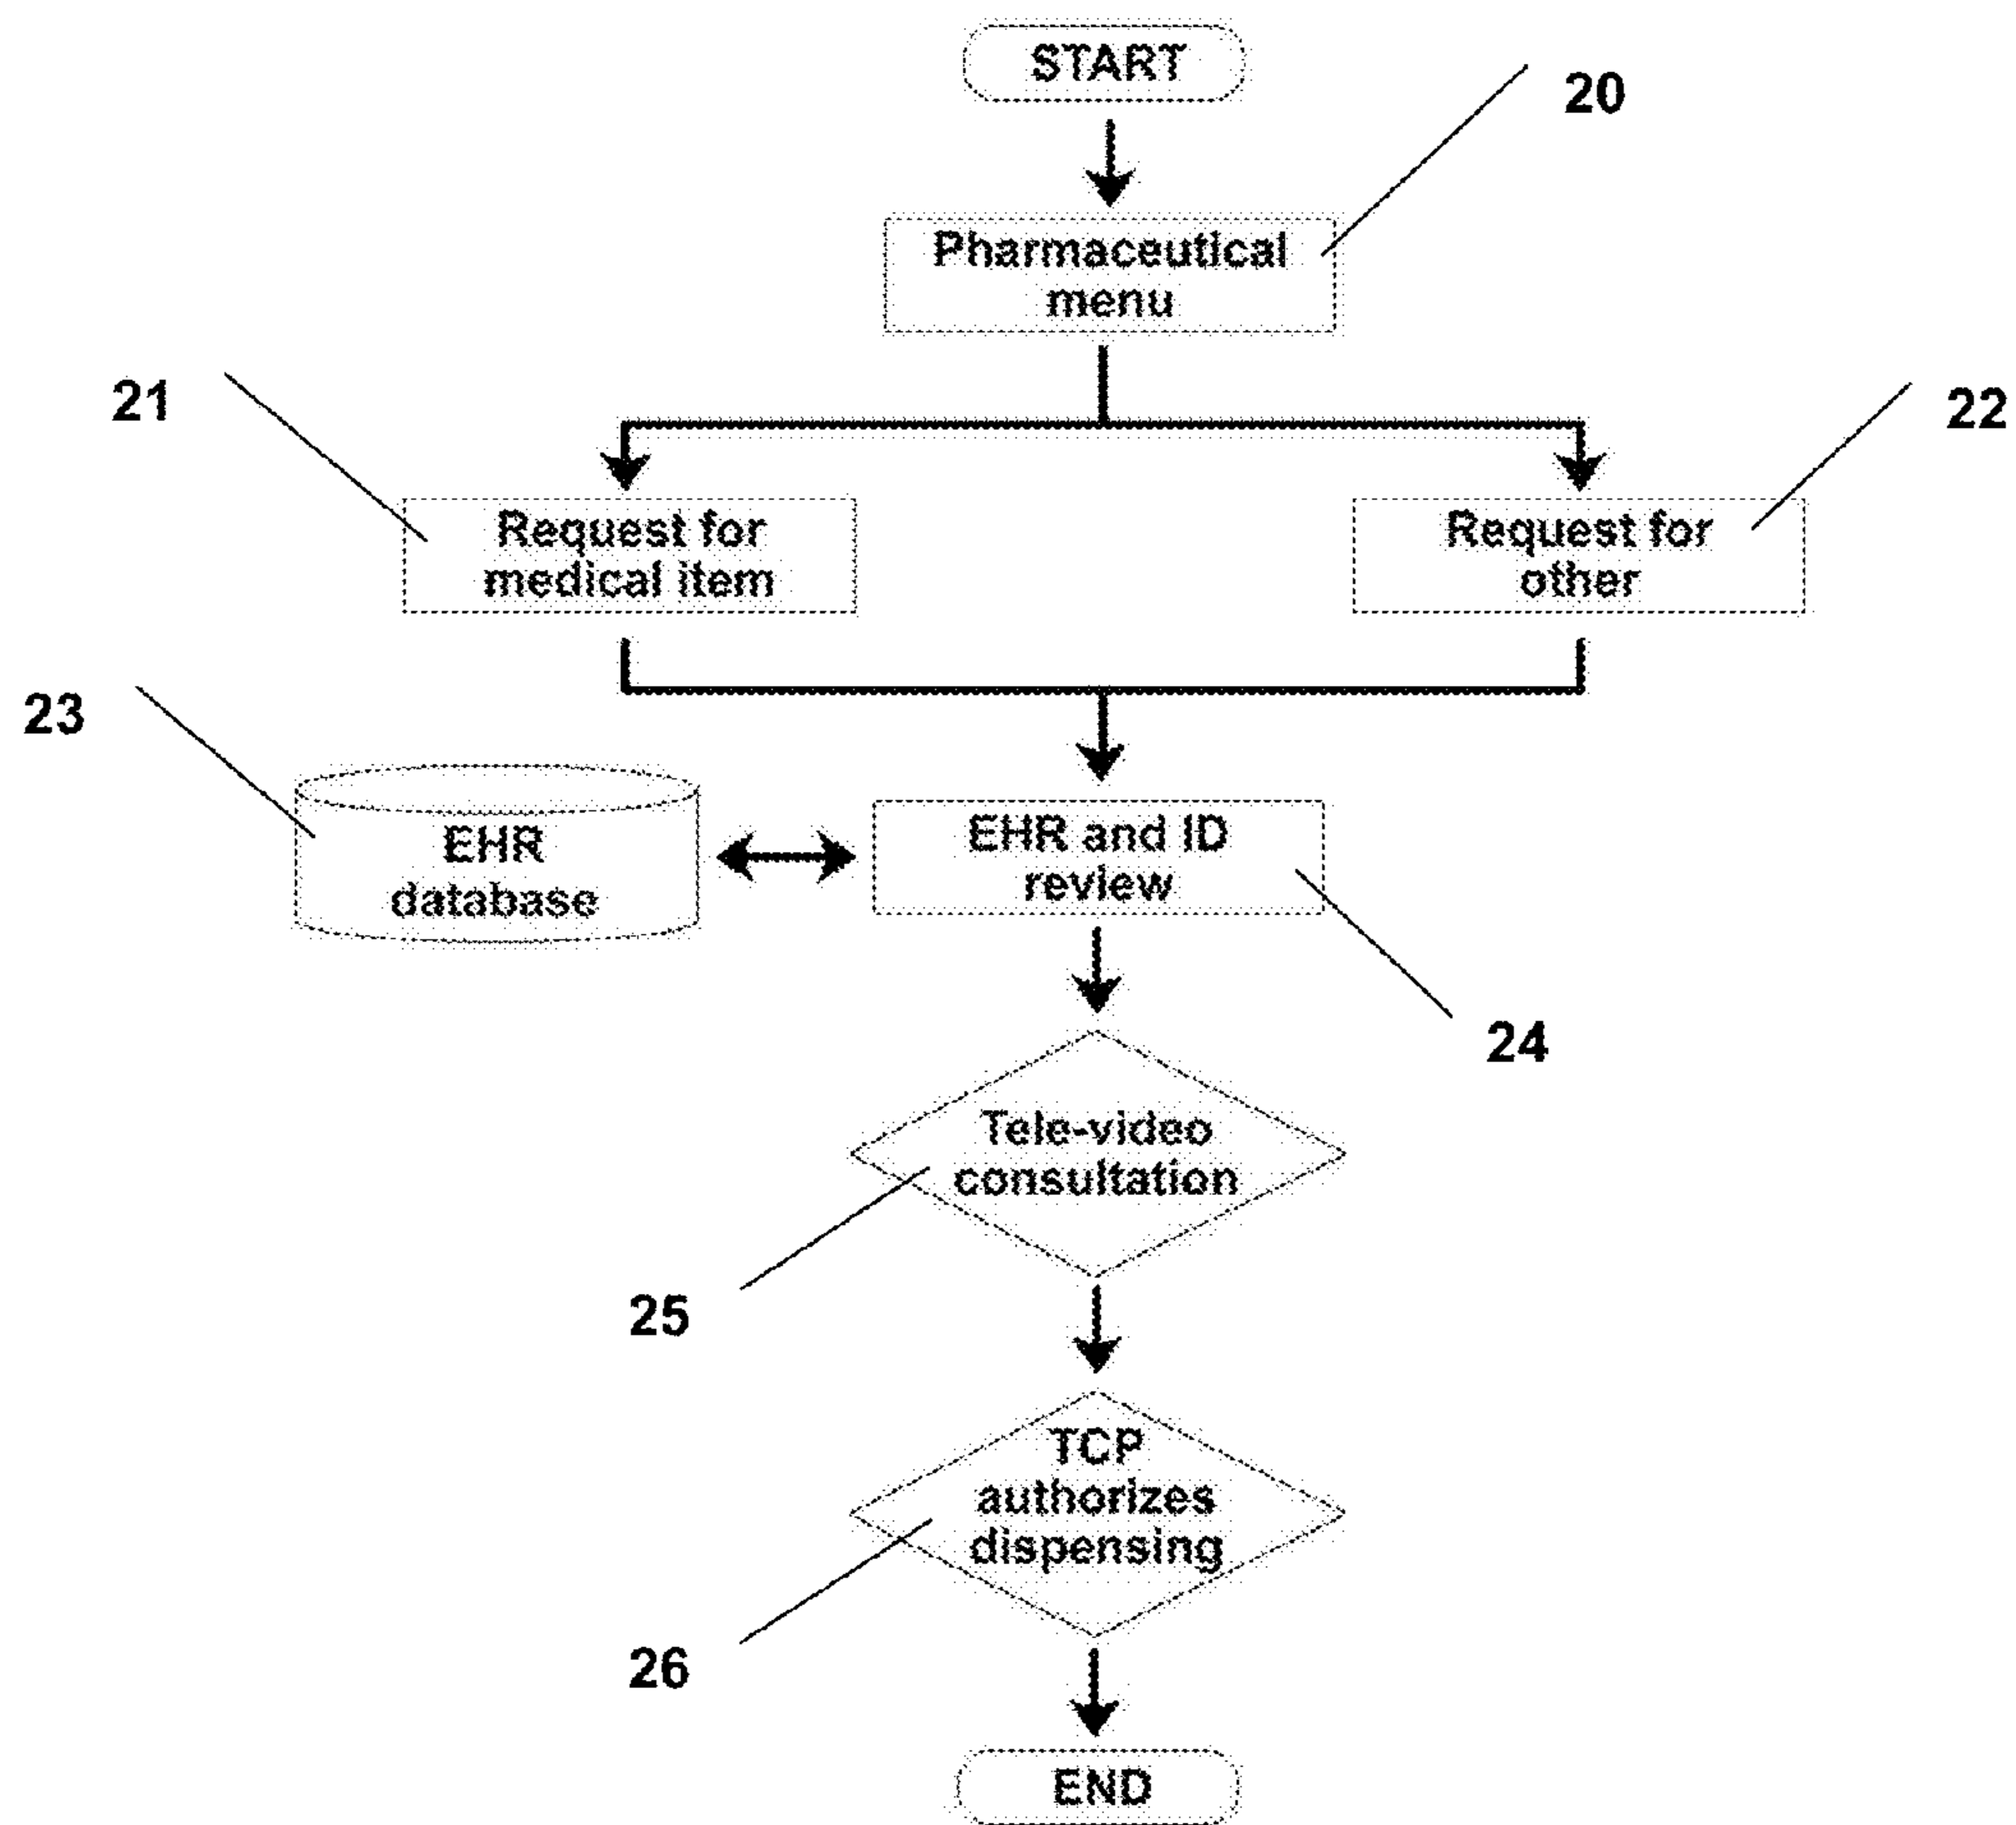 START
20
Pharmaceutical
menu
21
22
Request for
medical item
Request for
other
23
EHR
database
EHR and ID
review
24
Tele-video
consultation
25
TCP
authorizes
dispensing
26
END